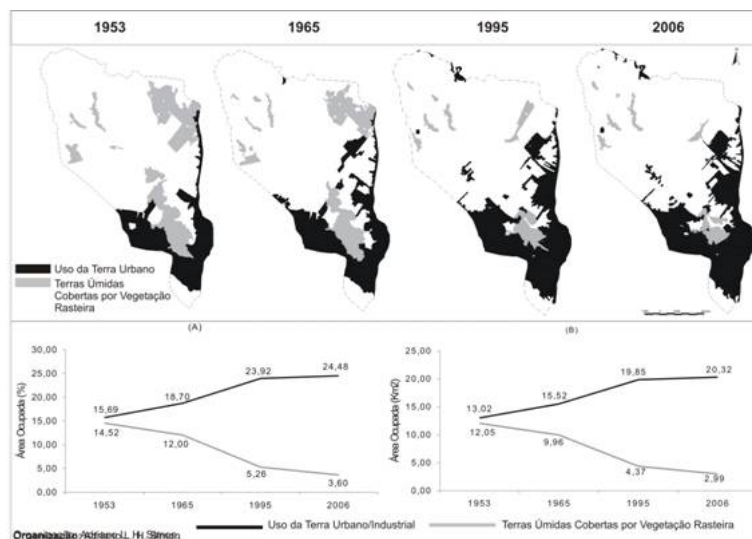 1953 1965 1995 2006
Uso da Terra Urbano
Terras Úmidas
Cobertas por Vegetação
Rasteira
(A) (B)
Área Ocupada (%)
30,00
25,00
20,00
15,00
10,00
5,00
0,00
15,69 18,70 23,92 24,48
14,52 12,00 5,26 3,60
1953 1965 1995 2006
Área Ocupada (Km2)
25,00
20,00
15,00
10,00
5,00
0,00
13,02 15,52 19,85 20,32
12,05 9,96 4,37 2,99
1953 1965 1995 2006
Uso da Terra Urbano/Industrial Terras Úmidas Cobertas por Vegetação Rasteira
Organização: